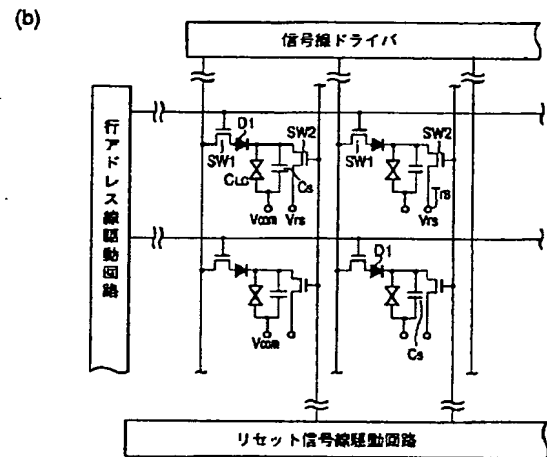 (b)
信号線ドライバ
行アドレス線駆動回路
D1
SW2
SW2
SW1
SW1
CLC
Cs
Trs
Vcom
Vrs
Vrs
D1
Vcom
Cs
リセット信号線駆動回路